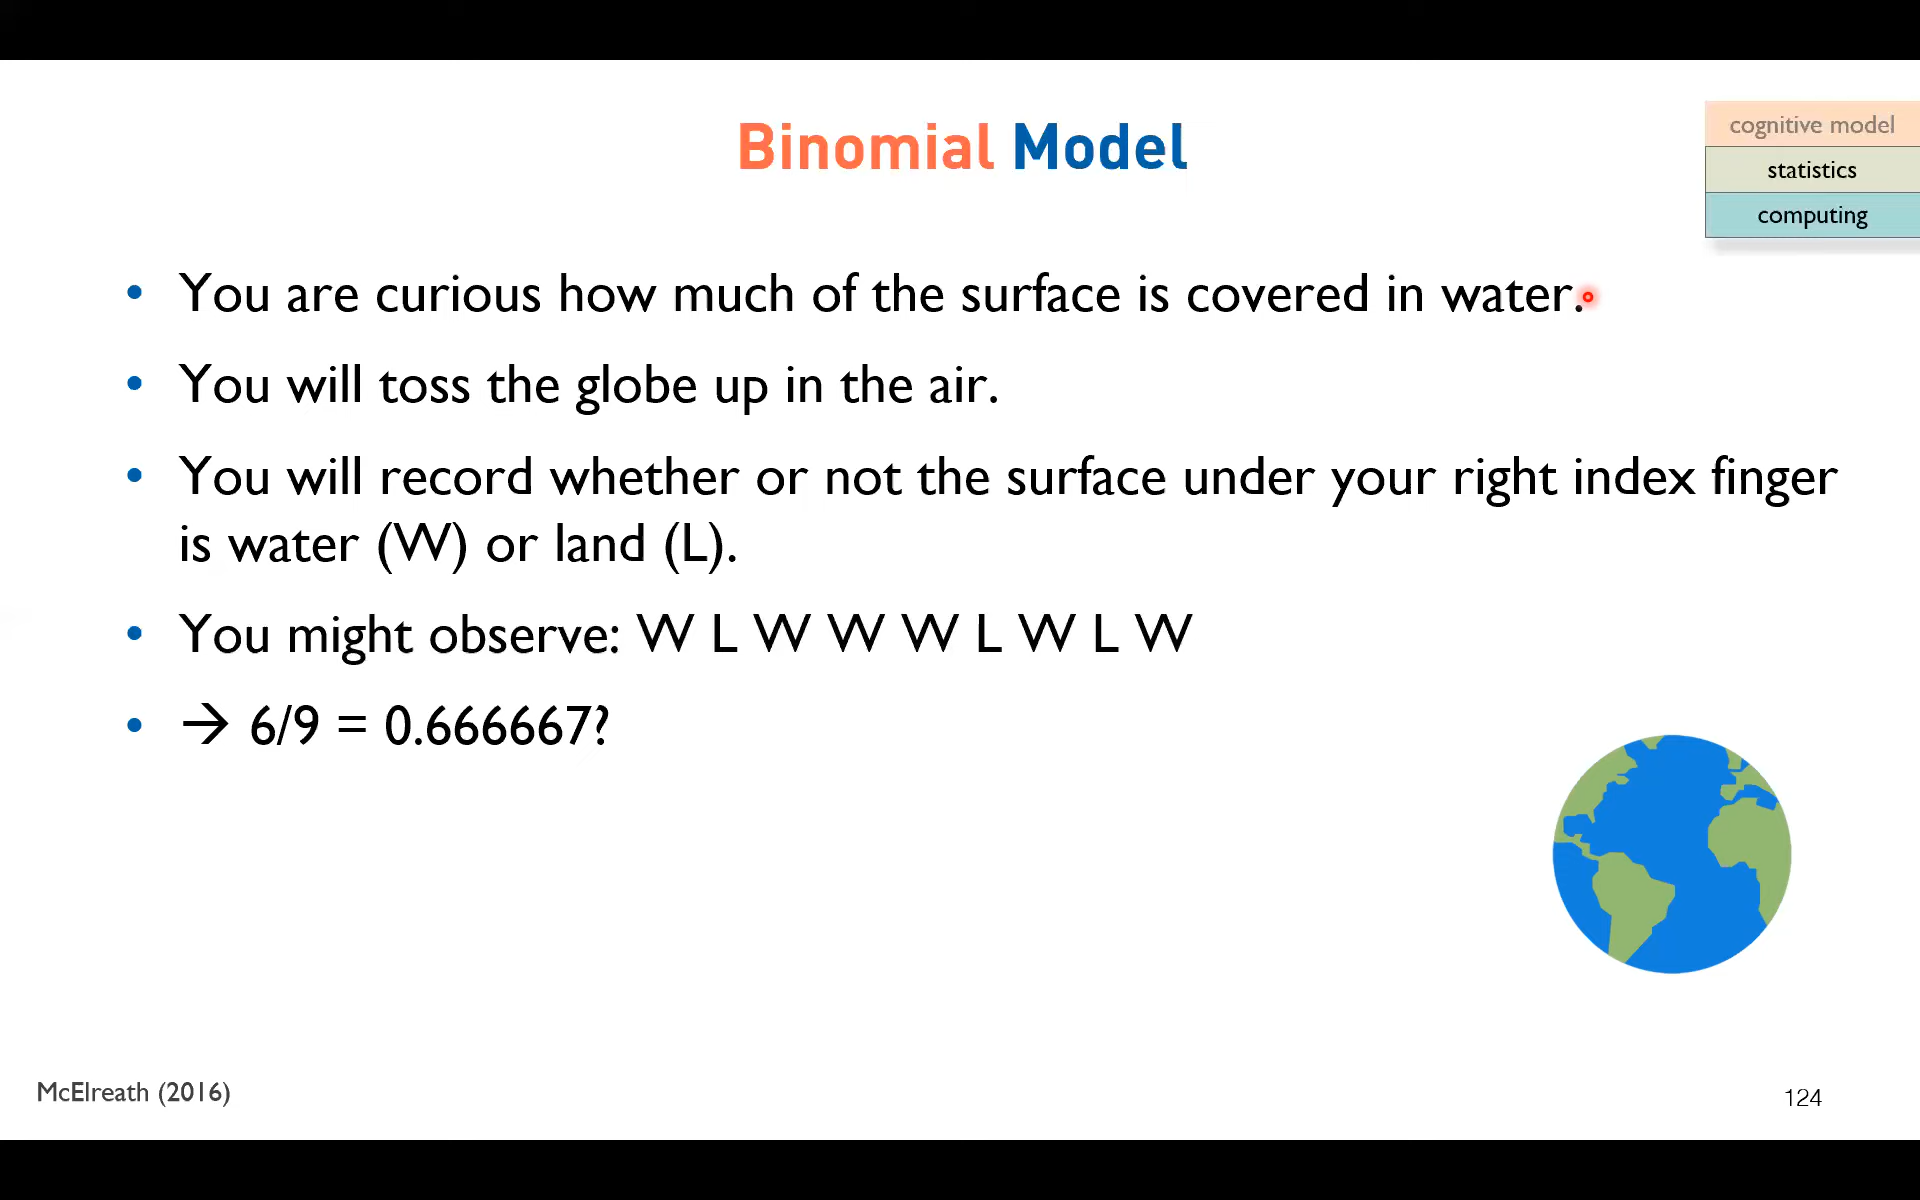 Binomial Model
cognitive model
statistics
computing
• You are curious how much of the surface is covered in water.
• You will toss the globe up in the air.
• You will record whether or not the surface under your right index finger
is water (W) or land (L).
• You might observe: W L W W W L W L W
• → 6/9 = 0.666667?
McElreath (2016)
124